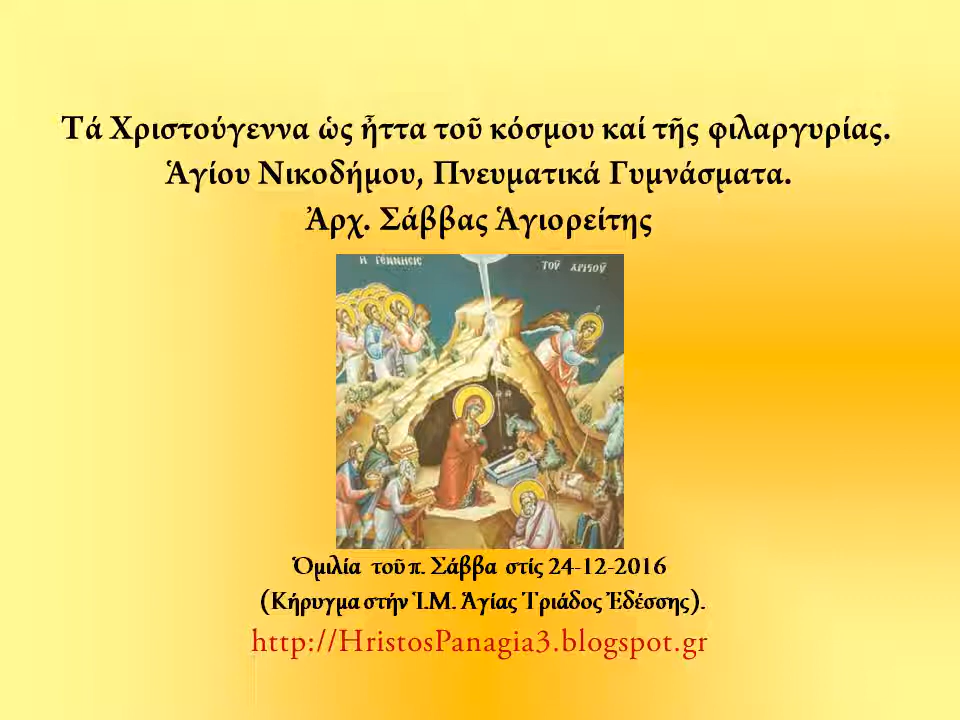 Τά Χριστούγεννα ὡς ἧττα τοῦ κόσμου καί τῆς φιλαργυρίας.
Ἁγίου Νικοδήμου, Πνευματικά Γυμνάσματα.
Ἀρχ. Σάββας Ἁγιορείτης
Η ΓΕΝΝΗΣΙΣ ΤΟΥ ΧΡΙΣΤΟΥ
Ὁμιλία τοῦ π. Σάββα στίς 24-12-2016
(Κήρυγμα στήν Ἱ.Μ. Ἁγίας Τριάδος Ἐδέσσης).
http://HristosPanagia3.blogspot.gr